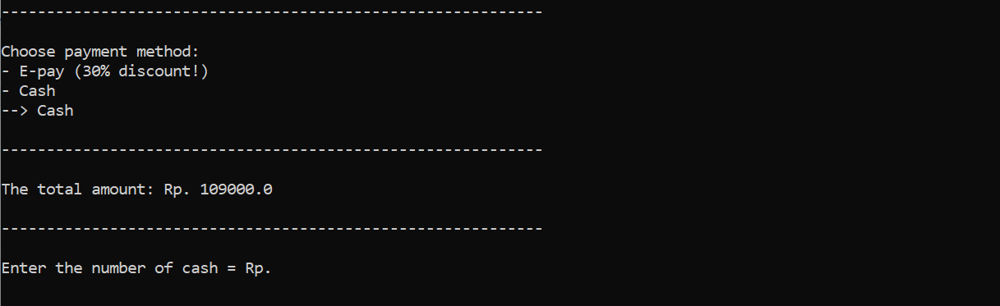 ------------------------------------------------------------
Choose payment method:
- E-pay (30% discount!)
- Cash
--> Cash
------------------------------------------------------------
The total amount: Rp. 109000.0
------------------------------------------------------------
Enter the number of cash = Rp.